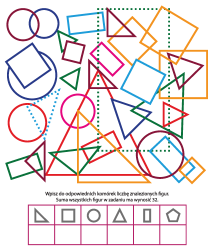 Wpisz do odpowiednich komórek liczbę znalezionych figur.
Suma wszystkich figur w zadaniu ma wynosić 32.